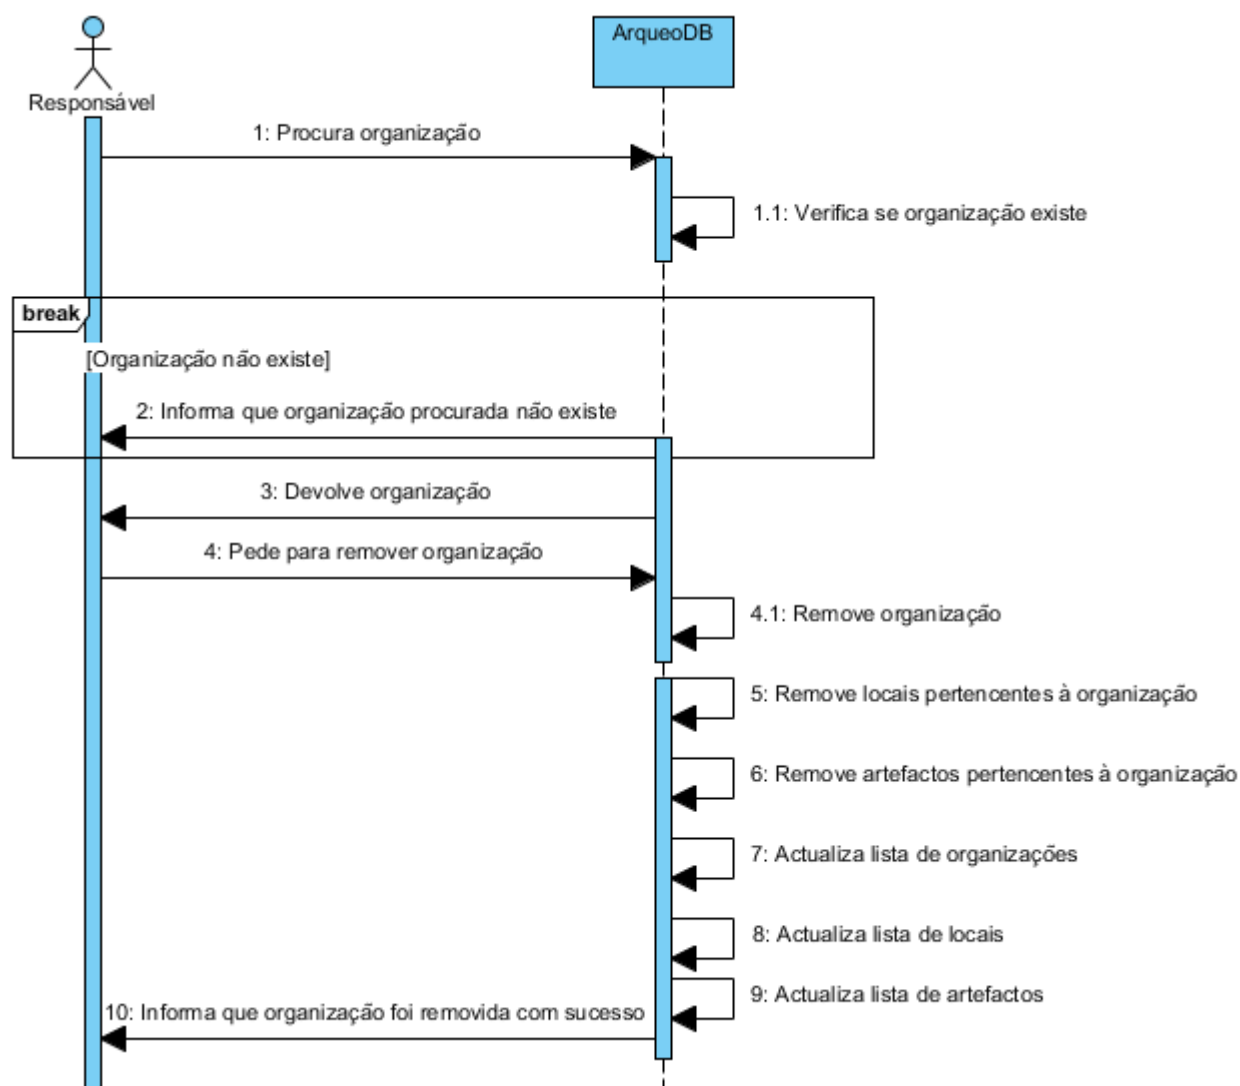 ArqueoDB
Responsável
1: Procura organização
1.1: Verifica se organização existe
break
[Organização não existe]
2: Informa que organização procurada não existe
3: Devolve organização
4: Pede para remover organização
4.1: Remove organização
5: Remove locais pertencentes à organização
6: Remove artefactos pertencentes à organização
7: Actualiza lista de organizações
8: Actualiza lista de locais
9: Actualiza lista de artefactos
10: Informa que organização foi removida com sucesso